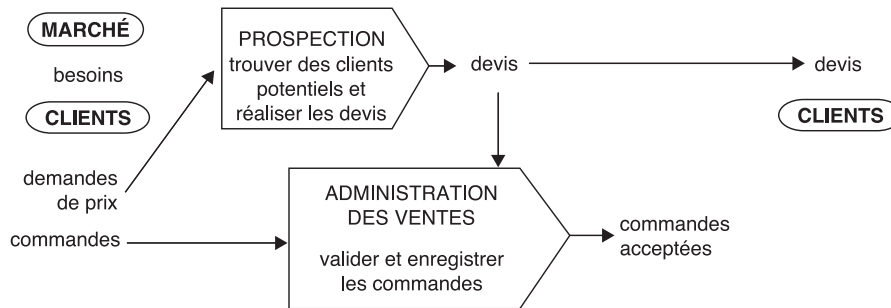 MARCHÉ
besoins
CLIENTS
demandes
de prix
commandes
PROSPECTION
trouver des clients
potentiels et
réaliser les devis
devis
devis
CLIENTS
ADMINISTRATION
DES VENTES
valider et enregistrer
les commandes
commandes
acceptées